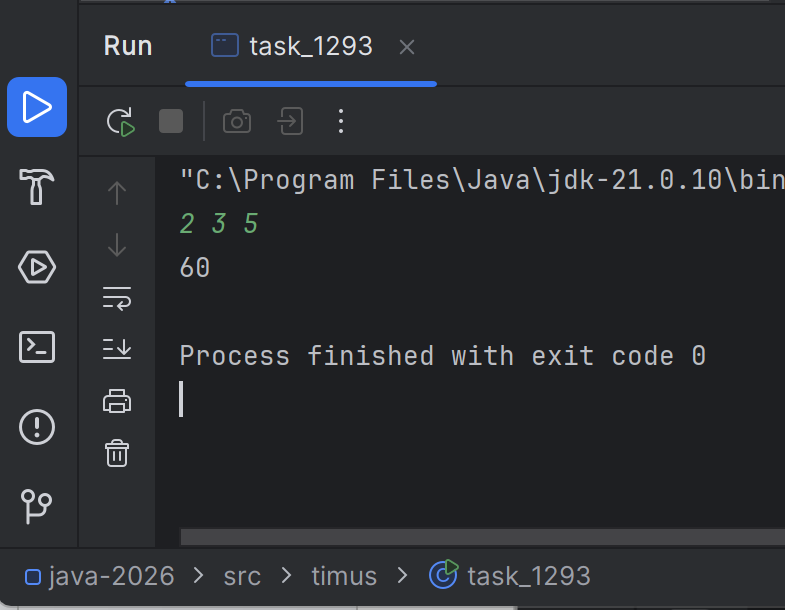 Run task_1293
"C:\Program Files\Java\jdk-21.0.10\bin
2 3 5
60
Process finished with exit code 0
java-2026 > src > timus > task_1293